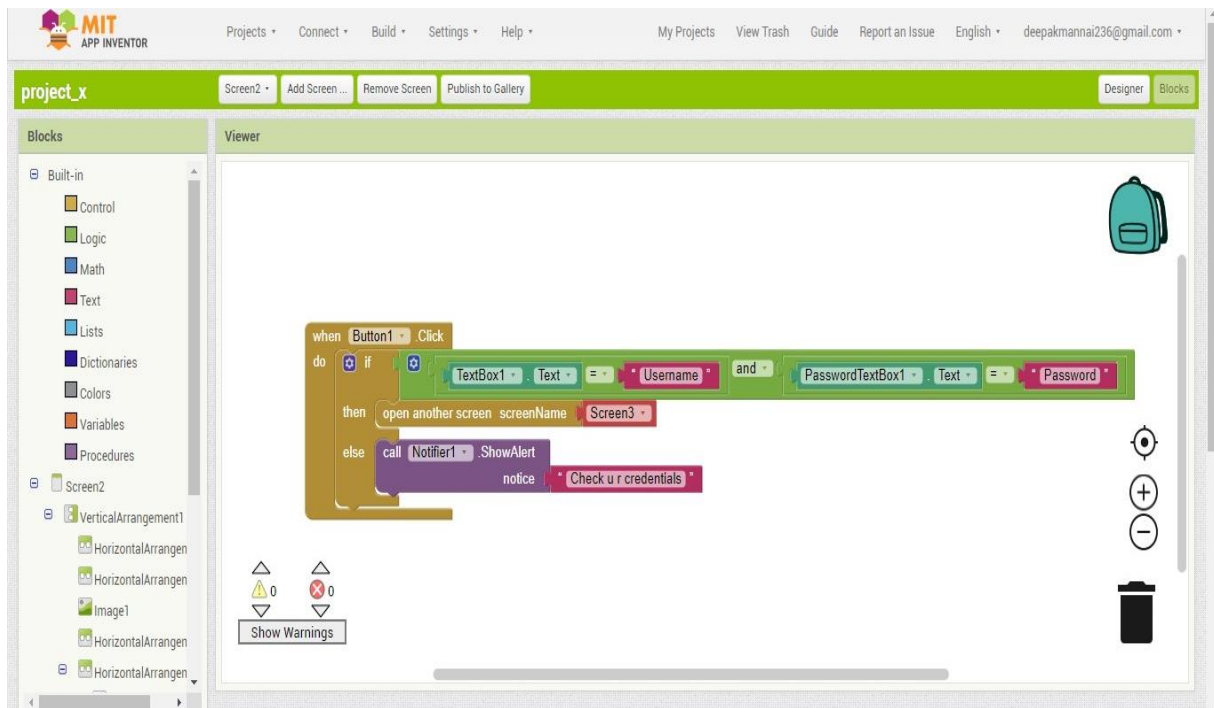 MIT
APP INVENTOR
Projects Connect Build Settings Help My Projects View Trash Guide Report an Issue English deepakmannai236@gmail.com
project_x Screen2 Add Screen ... Remove Screen Publish to Gallery Designer Blocks
Blocks Viewer
Built-in
Control
Logic
Math
Text
Lists
Dictionaries
Colors
Variables
Procedures
Screen2
VerticalArrangement1
HorizontalArrangen
HorizontalArrangen
Image1
HorizontalArrangen
HorizontalArrangen
when Button1 .Click
do if TextBox1 . Text = " Username " and PasswordTextBox1 . Text = " Password "
then open another screen screenName Screen3
else call Notifier1 .ShowAlert
notice " Check u r credentials "
0 0
Show Warnings